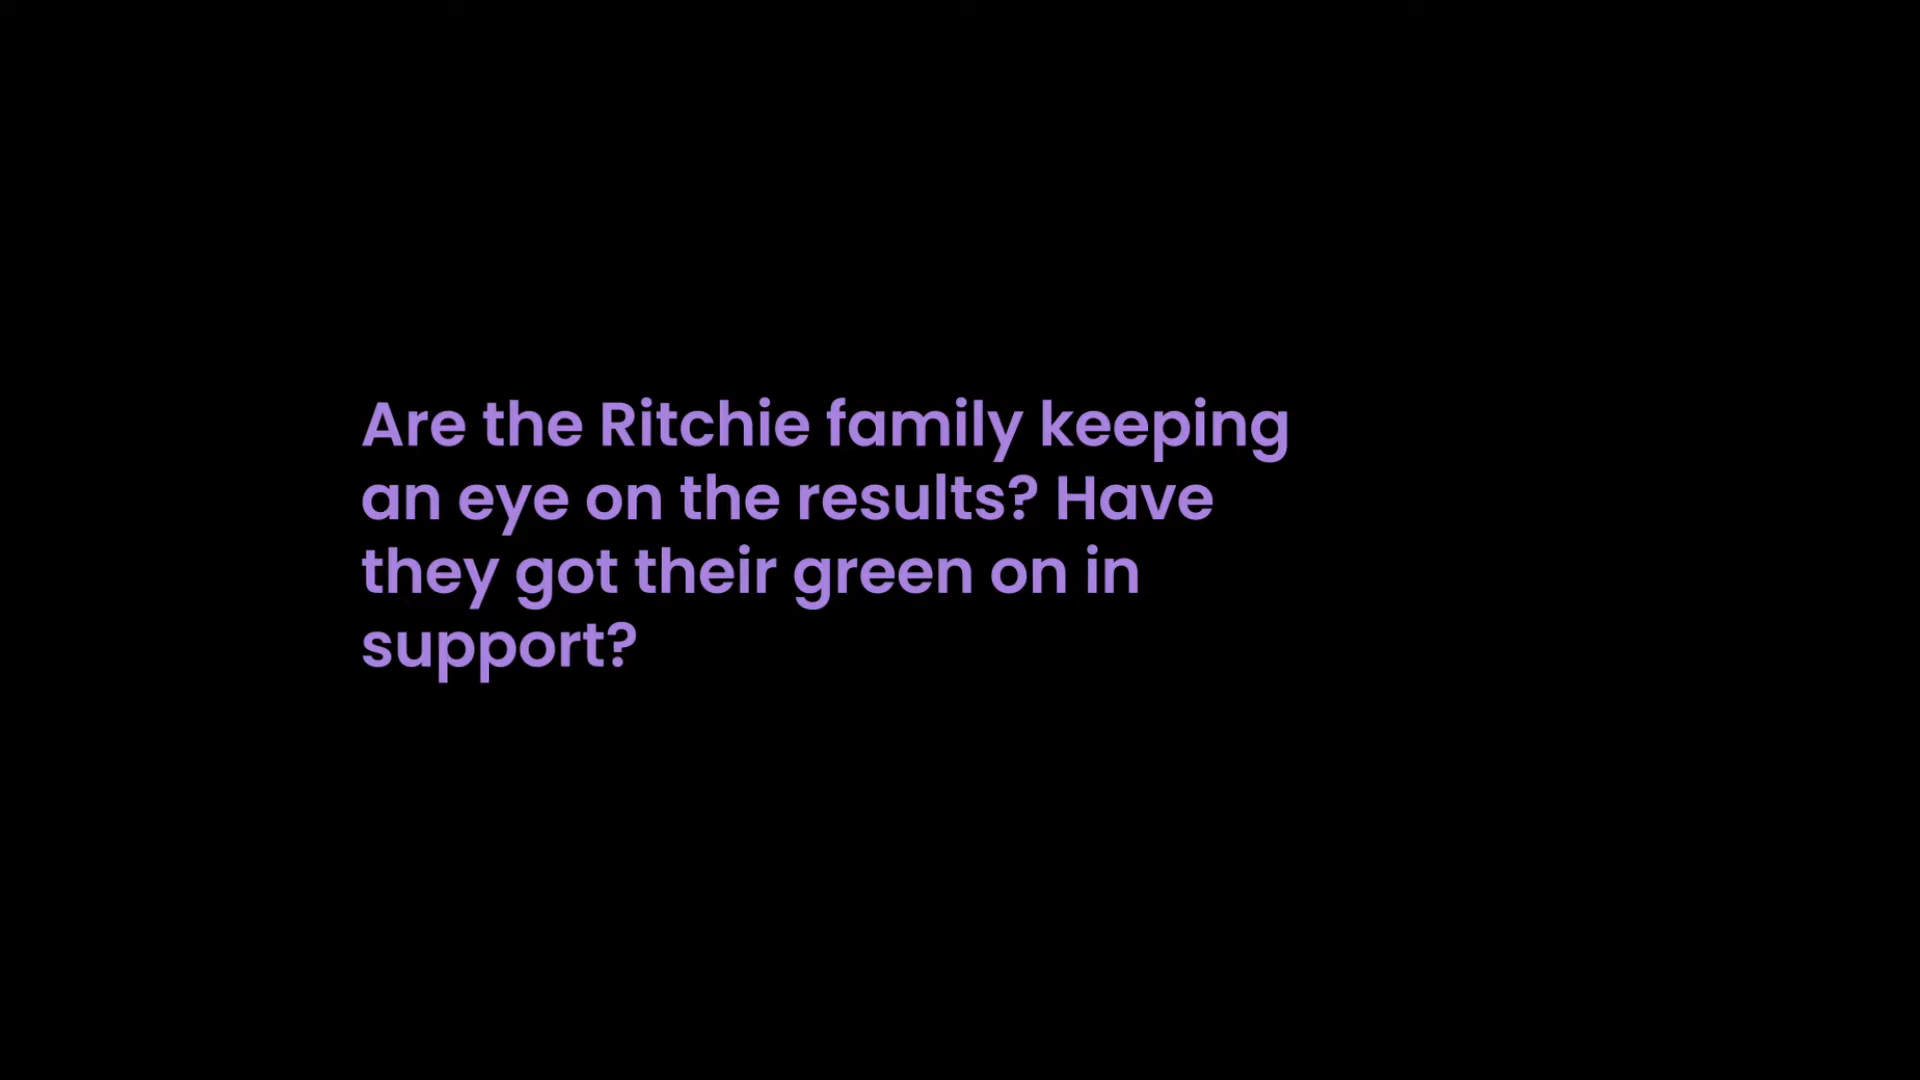 Are the Ritchie family keeping
an eye on the results? Have
they got their green on in
support?